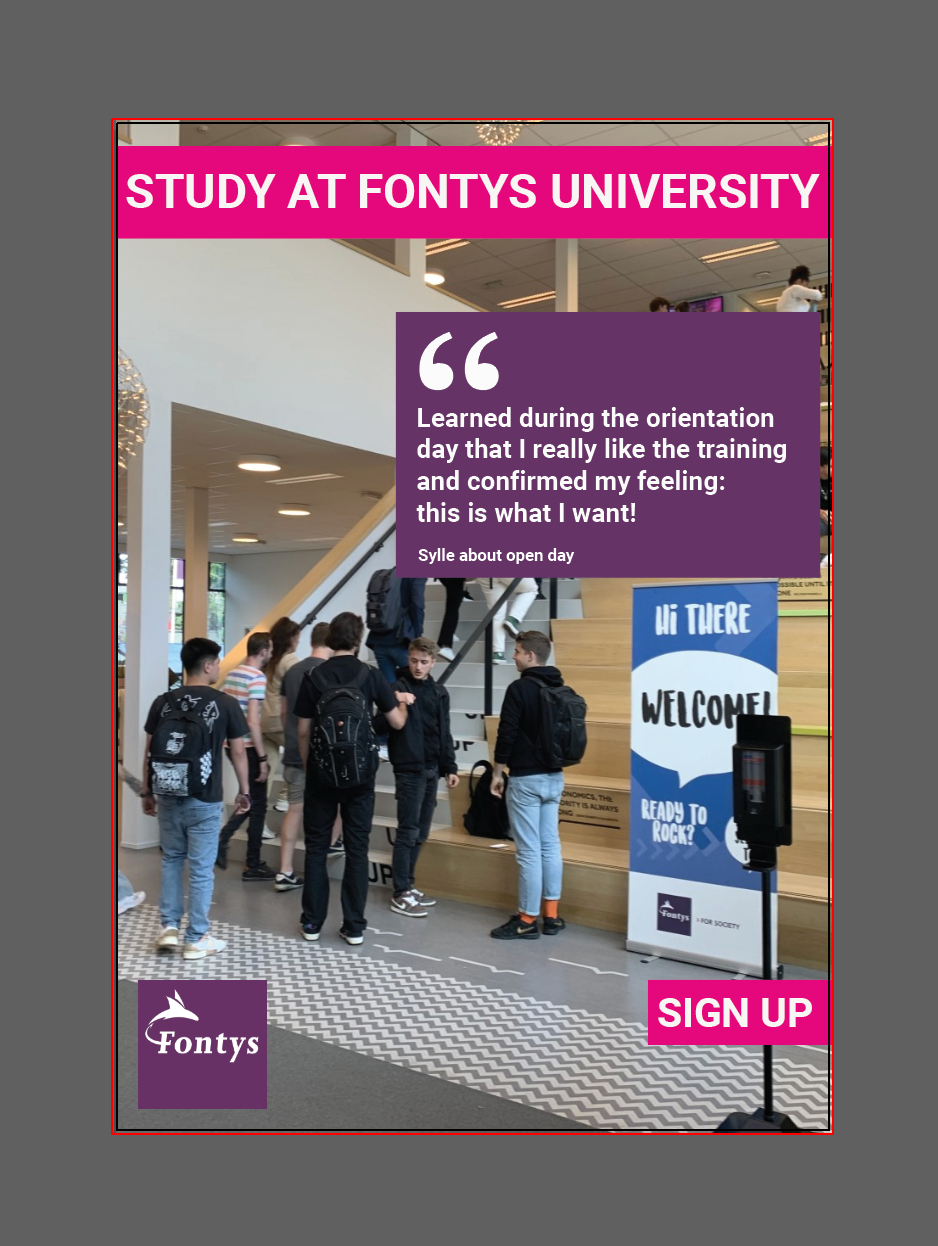 STUDY AT FONTYS UNIVERSITY
“
Learned during the orientation
day that I really like the training
and confirmed my feeling:
this is what I want!
Sylle about open day
Hi THERE
WELCOME!
READY TO
ROCK?
Fontys
FOR SOCIETY
UP
SIGN UP
Fontys